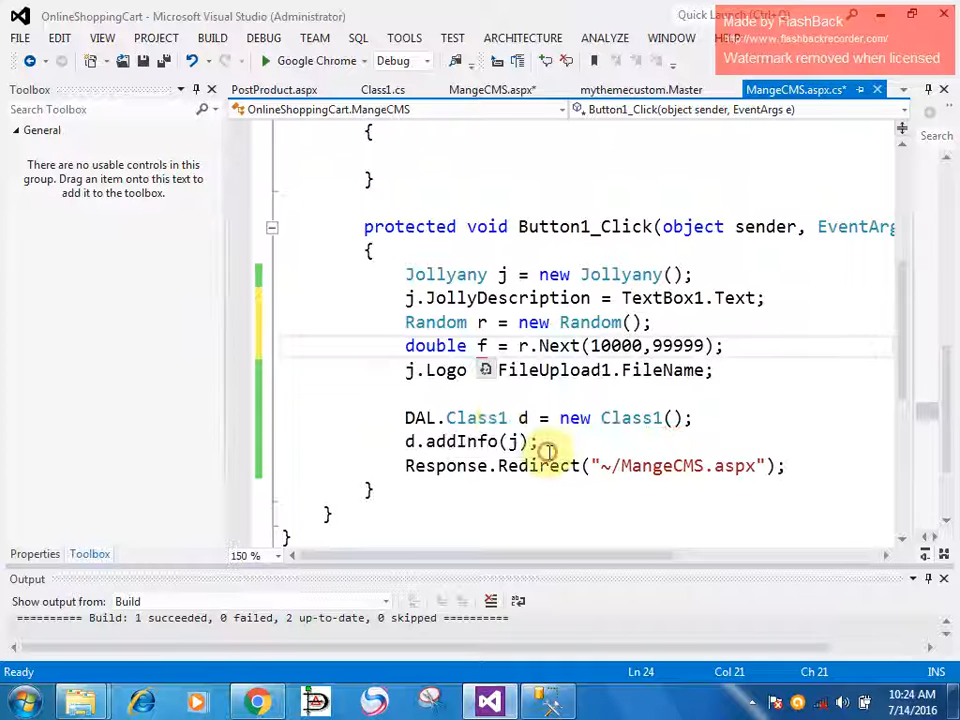 OnlineShoppingCart - Microsoft Visual Studio (Administrator)
Quick Launch (Ctrl+Q)
Made by FlashBack
http://www.flashbackrecorder.com/
Watermark removed when licensed
FILE EDIT VIEW PROJECT BUILD DEBUG TEAM SQL TOOLS TEST ARCHITECTURE ANALYZE WINDOW
Google Chrome Debug
Toolbox
PostProduct.aspx Class1.cs MangeCMS.aspx* mythemecustom.Master MangeCMS.aspx.cs*
Search Toolbox
OnlineShoppingCart.MangeCMS
Button1_Click(object sender, EventArgs e)
General
Search
There are no usable controls in this
group. Drag an item onto this text to
add it to the toolbox.
{
}
protected void Button1_Click(object sender, EventArg
{
Jollyany j = new Jollyany();
j.JollyDescription = TextBox1.Text;
Random r = new Random();
double f = r.Next(10000,99999);
j.Logo FileUpload1.FileName;
DAL.Class1 d = new Class1();
d.addInfo(j);
Response.Redirect("~/MangeCMS.aspx");
}
}
}
Properties Toolbox
150 %
Output
Show output from: Build
========== Build: 1 succeeded, 0 failed, 2 up-to-date, 0 skipped ==========
Ready
Ln 24 Col 21 Ch 21 INS
10:24 AM
7/14/2016